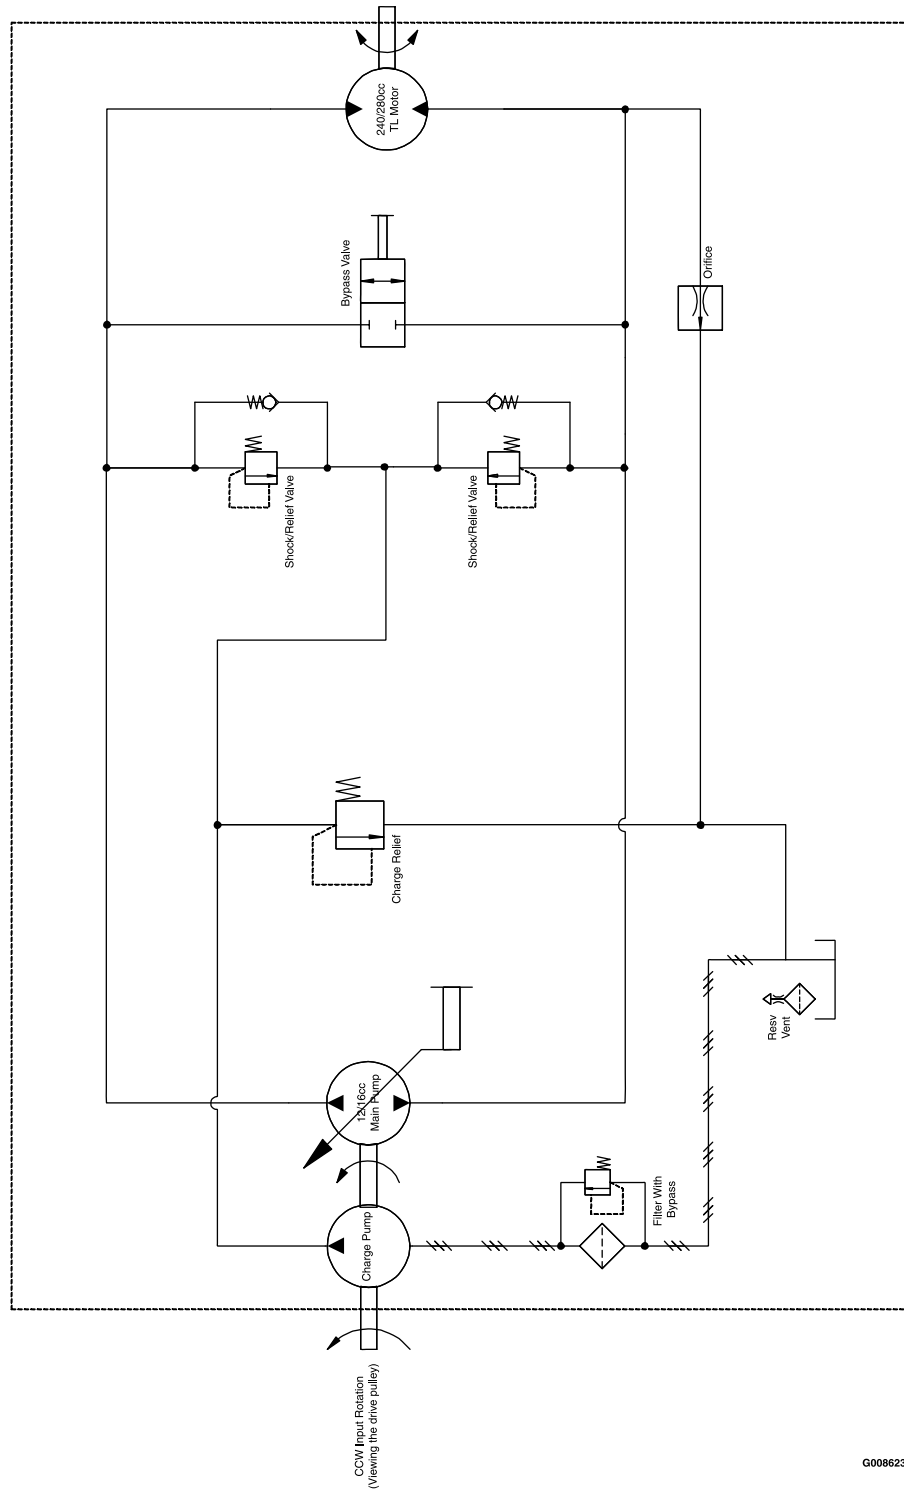 240/280cc
TL Motor
Bypass Valve
Orifice
Shock/Relief Valve
Shock/Relief Valve
Charge Relief
Resv
Vent
12/16cc
Main Pump
Filter With
Bypass
Charge Pump
CCW Input Rotation
(Viewing the drive pulley)
G008623